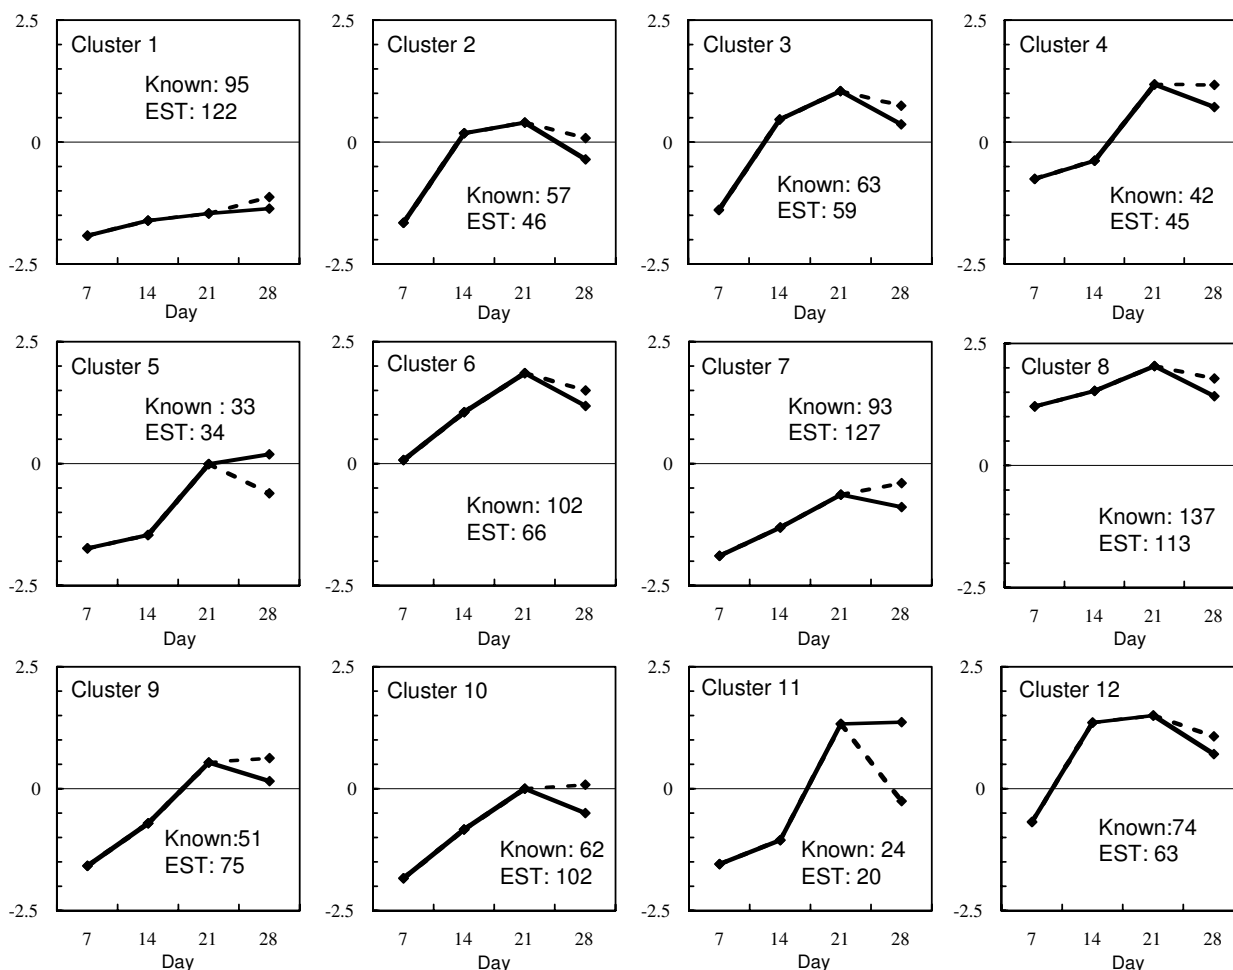 2.5 2.5 2.5 2.5
Cluster 1 Cluster 2 Cluster 3 Cluster 4
Known: 95
EST: 122
0 0 0 0
Known: 57 Known: 63 Known: 42
EST: 46 EST: 59 EST: 45
-2.5 -2.5 -2.5 -2.5
7 14 21 28 7 14 21 28 7 14 21 28 7 14 21 28
Day Day Day Day
2.5 2.5 2.5 2.5
Cluster 5 Cluster 6 Cluster 7 Cluster 8
Known : 33 Known: 93
EST: 34 EST: 127
0 0 0 0
Known: 102 Known: 137
EST: 66 EST: 113
-2.5 -2.5 -2.5 -2.5
7 14 21 28 7 14 21 28 7 14 21 28 7 14 21 28
Day Day Day Day
2.5 2.5 2.5 2.5
Cluster 9 Cluster 10 Cluster 11 Cluster 12
0 0 0 0
Known:51 Known: 62 Known: 24 Known:74
EST: 75 EST: 102 EST: 20 EST: 63
-2.5 -2.5 -2.5 -2.5
7 14 21 28 7 14 21 28 7 14 21 28 7 14 21 28
Day Day Day Day